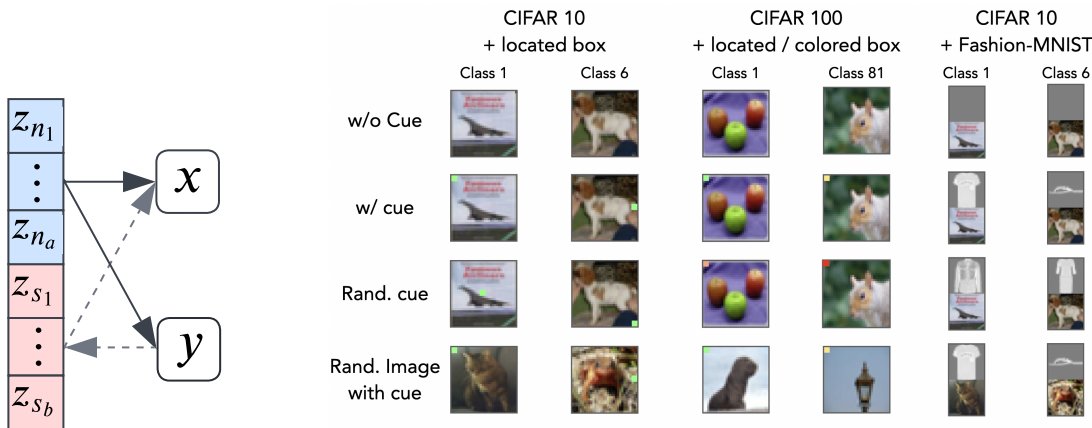 z_{n_1}
⋮
z_{n_a}
z_{s_1}
⋮
z_{s_b}
x
y
CIFAR 10
+ located box
CIFAR 100
+ located / colored box
CIFAR 10
+ Fashion-MNIST
Class 1
Class 6
Class 1
Class 81
Class 1
Class 6
w/o Cue
w/ cue
Rand. cue
Rand. Image
with cue